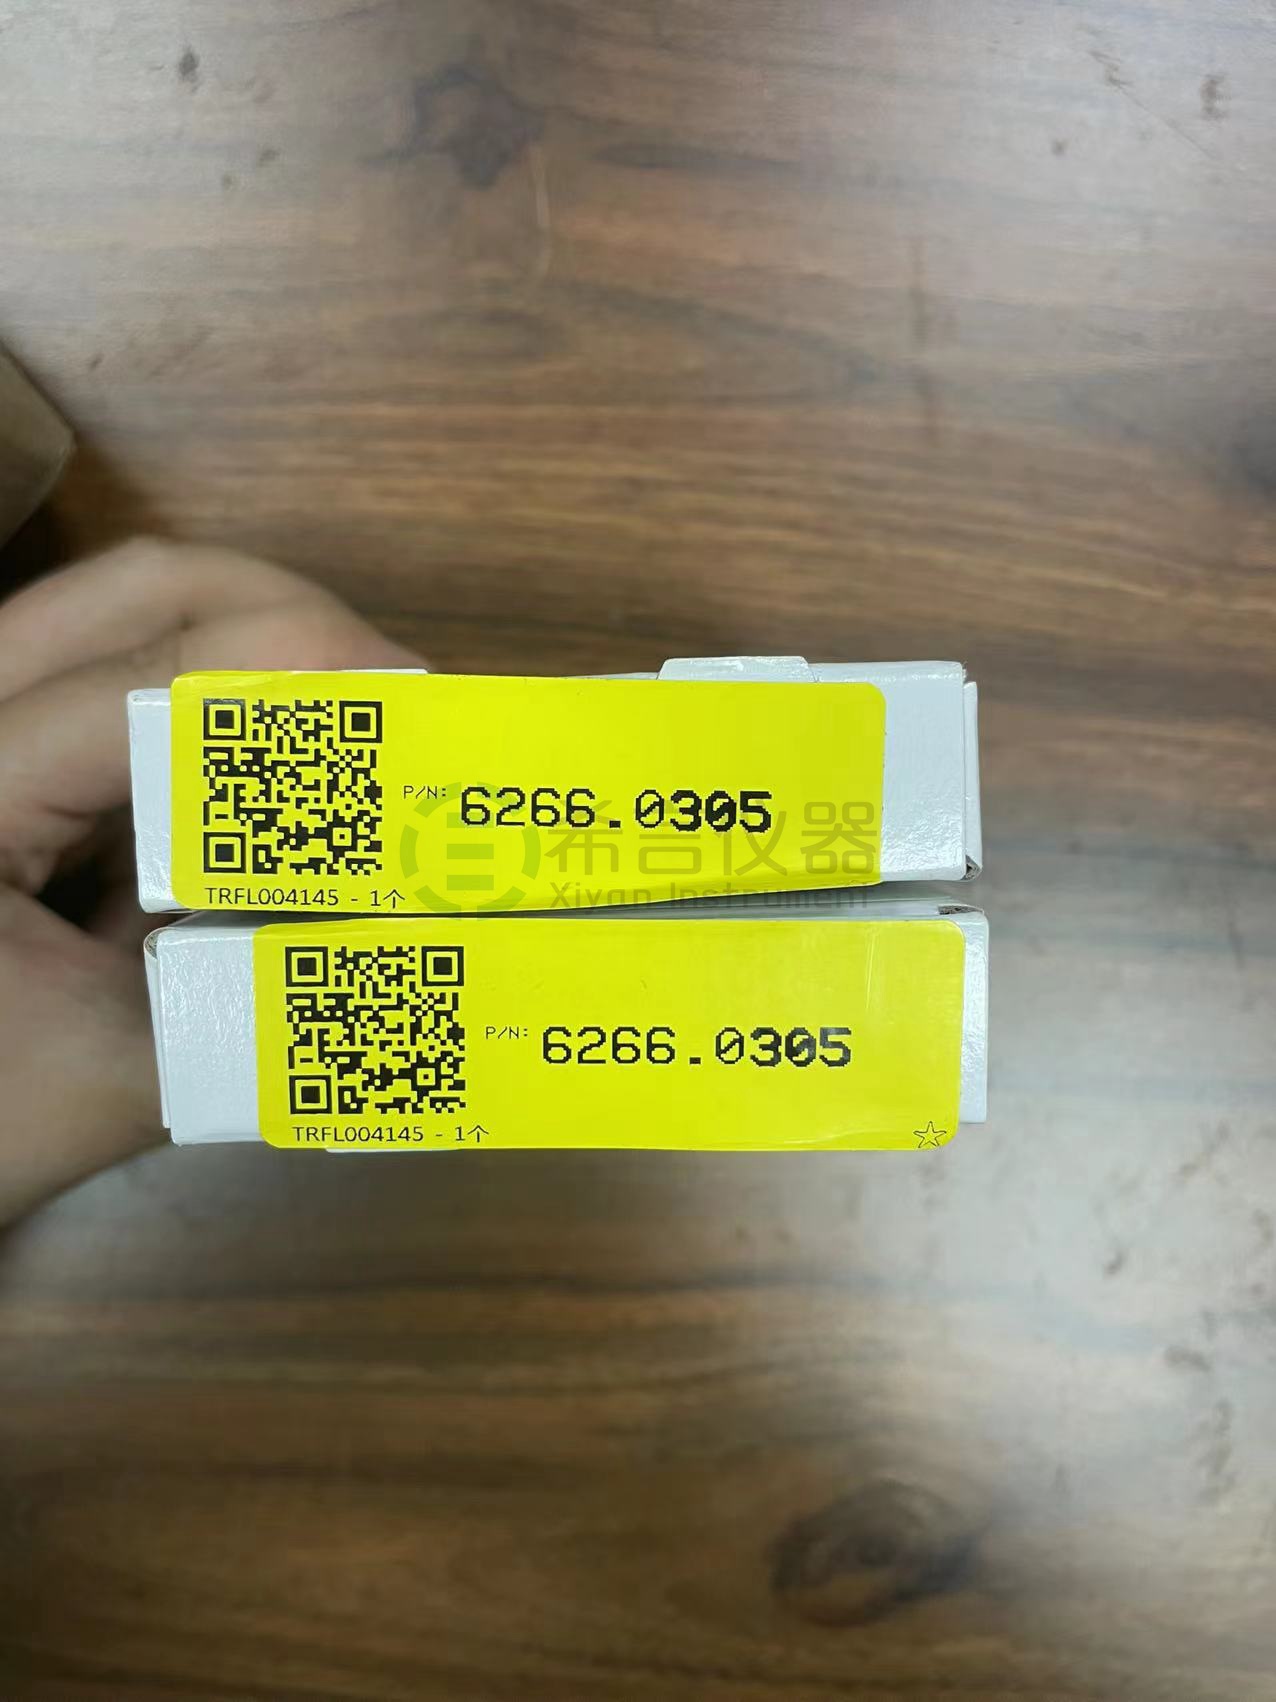 P/N: 6266.0305
希言仪器
Xiyan Instrument
TRFL004145 - 1个
P/N: 6266.0305
TRFL004145 - 1个